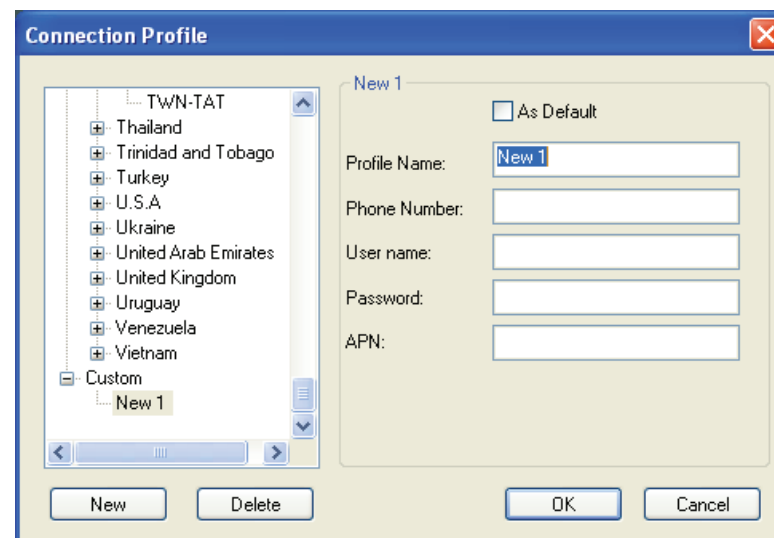 Connection Profile
TWN-TAT
Thailand
Trinidad and Tobago
Turkey
U.S.A
Ukraine
United Arab Emirates
United Kingdom
Uruguay
Venezuela
Vietnam
Custom
New 1
New
Delete
New 1
As Default
Profile Name:
New 1
Phone Number:
User name:
Password:
APN:
OK
Cancel